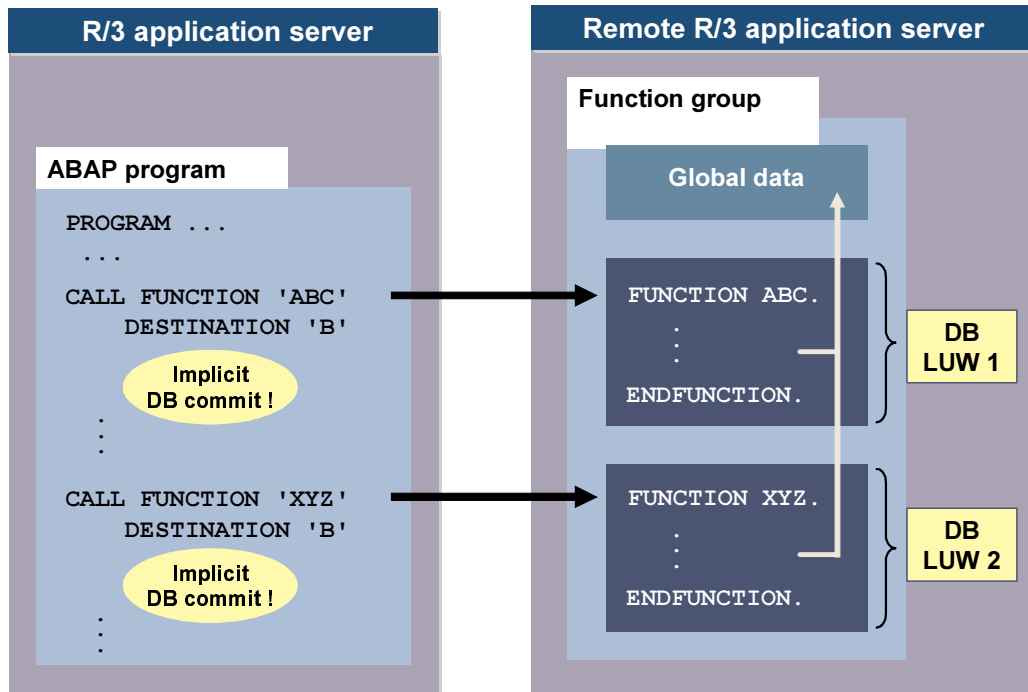 R/3 application server
ABAP program
PROGRAM ...
...
CALL FUNCTION 'ABC'
DESTINATION 'B'
Implicit
DB commit !
.
.
.
CALL FUNCTION 'XYZ'
DESTINATION 'B'
Implicit
DB commit !
.
.
.
Remote R/3 application server
Function group
Global data
FUNCTION ABC.
.
.
.
ENDFUNCTION.
DB
LUW 1
FUNCTION XYZ.
.
.
.
ENDFUNCTION.
DB
LUW 2